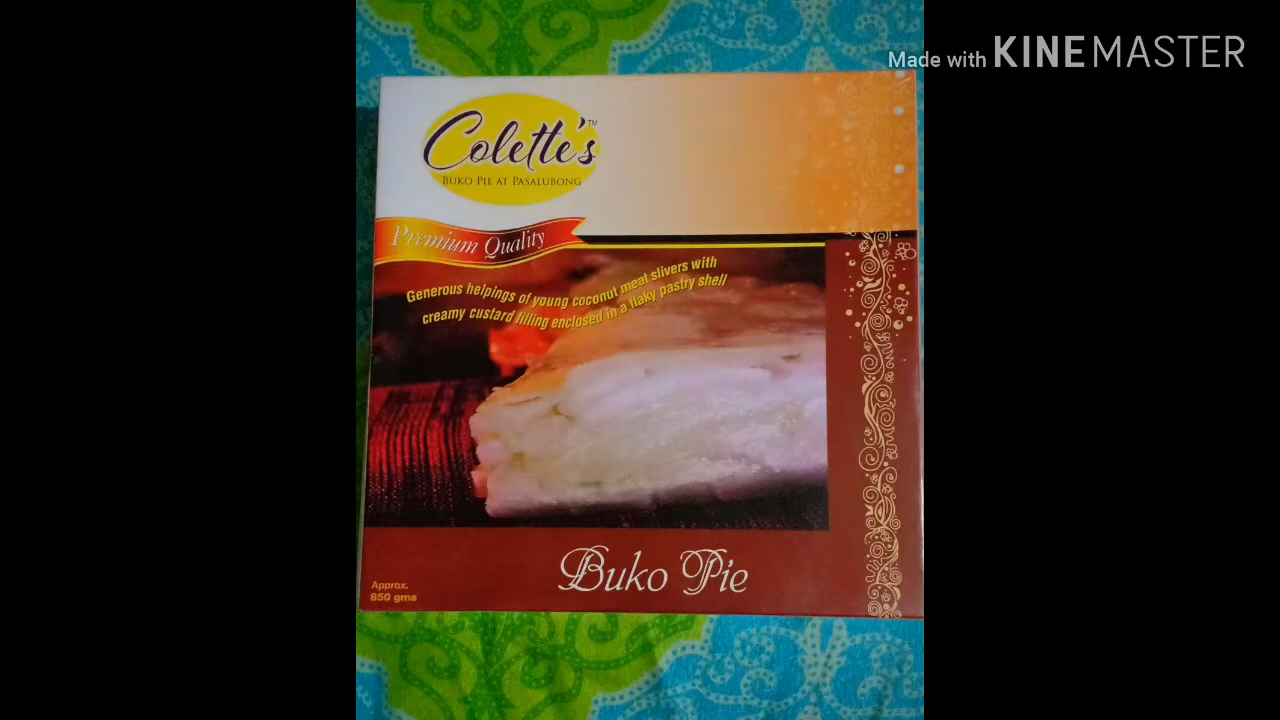 Made with KINEMASTER
Colette's™
BUKO PIE AT PASALUBONG
Premium Quality
Generous helpings of young coconut meat slivers with
creamy custard filling enclosed in a flaky pastry shell
Buko Pie
Approx.
850 gms